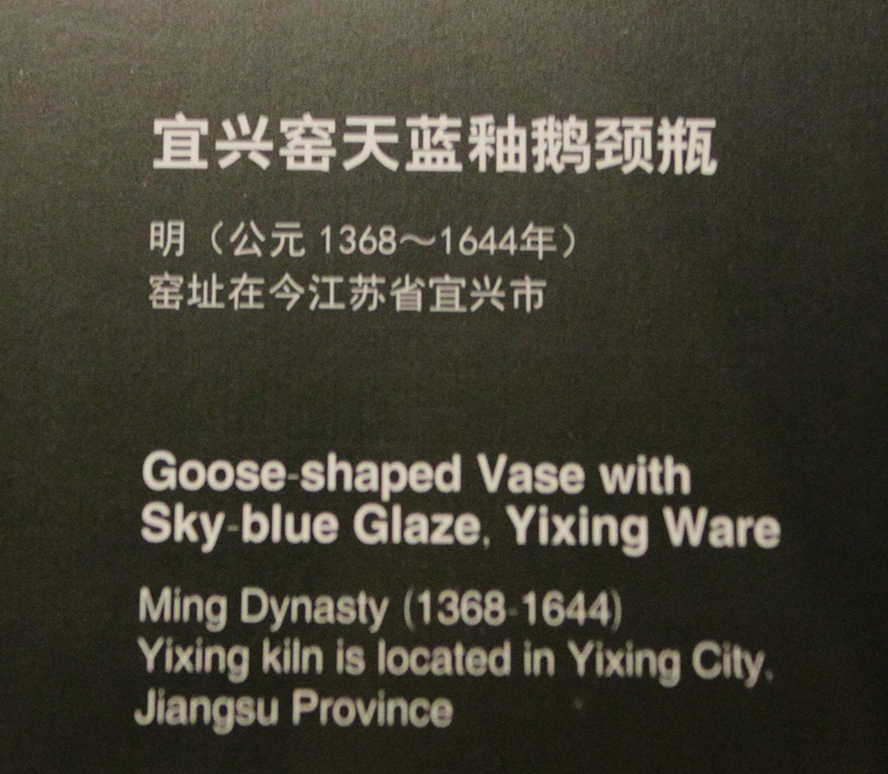 宜兴窑天蓝釉鹅颈瓶
明（公元 1368～1644年）
窑址在今江苏省宜兴市
Goose-shaped Vase with
Sky-blue Glaze, Yixing Ware
Ming Dynasty (1368-1644)
Yixing kiln is located in Yixing City,
Jiangsu Province